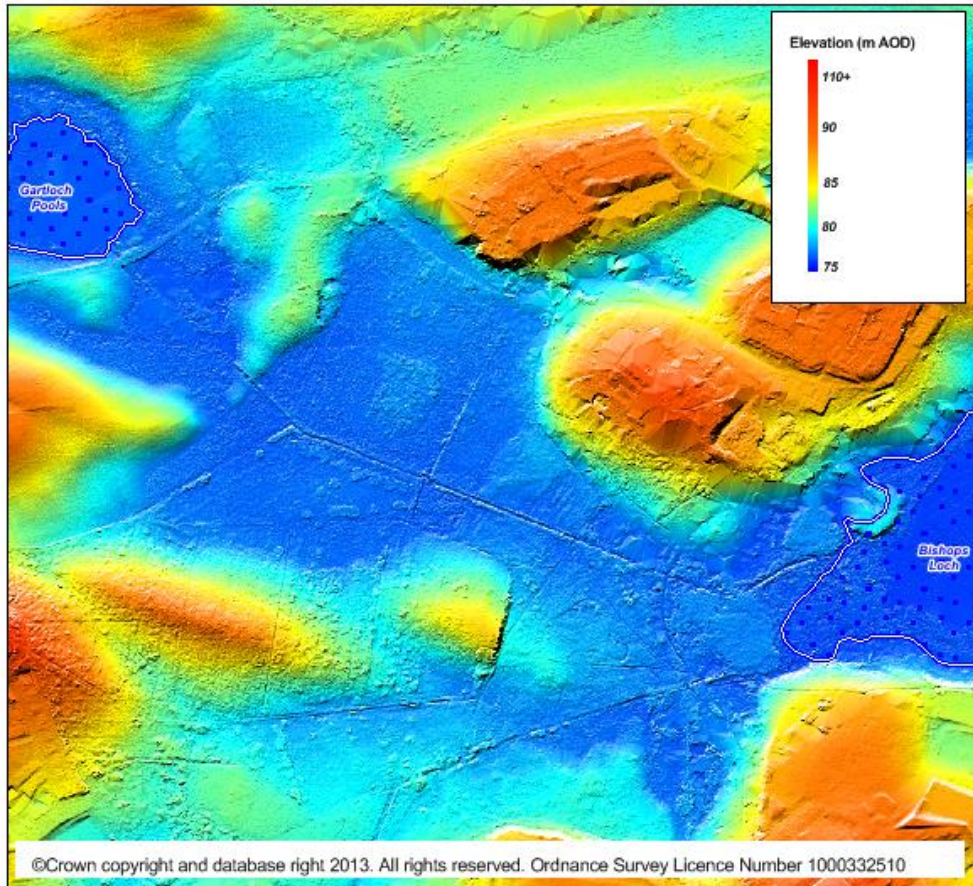 Elevation (m AOD)
110+
90
85
80
75
Gartloch
Pools
Bishops
Loch
©Crown copyright and database right 2013. All rights reserved. Ordnance Survey Licence Number 1000332510